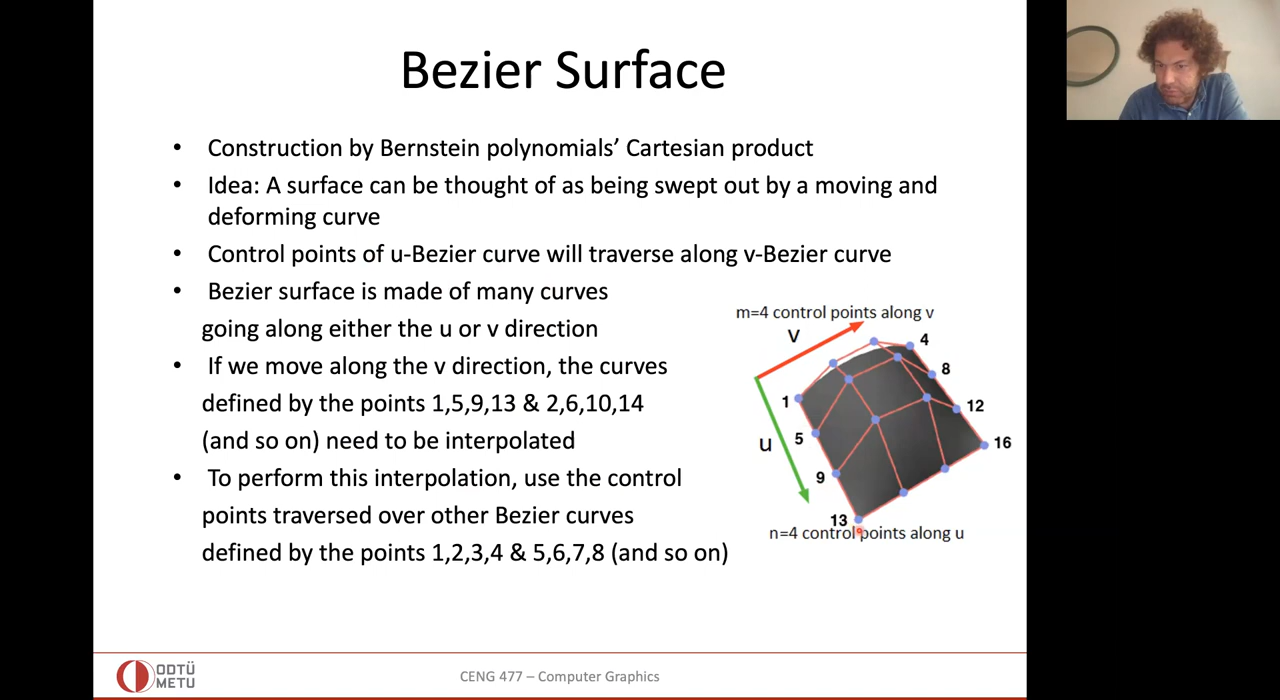 Bezier Surface
• Construction by Bernstein polynomials’ Cartesian product
• Idea: A surface can be thought of as being swept out by a moving and
deforming curve
• Control points of u-Bezier curve will traverse along v-Bezier curve
• Bezier surface is made of many curves
going along either the u or v direction
• If we move along the v direction, the curves
defined by the points 1,5,9,13 & 2,6,10,14
(and so on) need to be interpolated
• To perform this interpolation, use the control
points traversed over other Bezier curves
defined by the points 1,2,3,4 & 5,6,7,8 (and so on)
m=4 control points along v
v
4
8
1
12
5
u
16
9
13
n=4 control points along u
ODTÜ
METU
CENG 477 – Computer Graphics